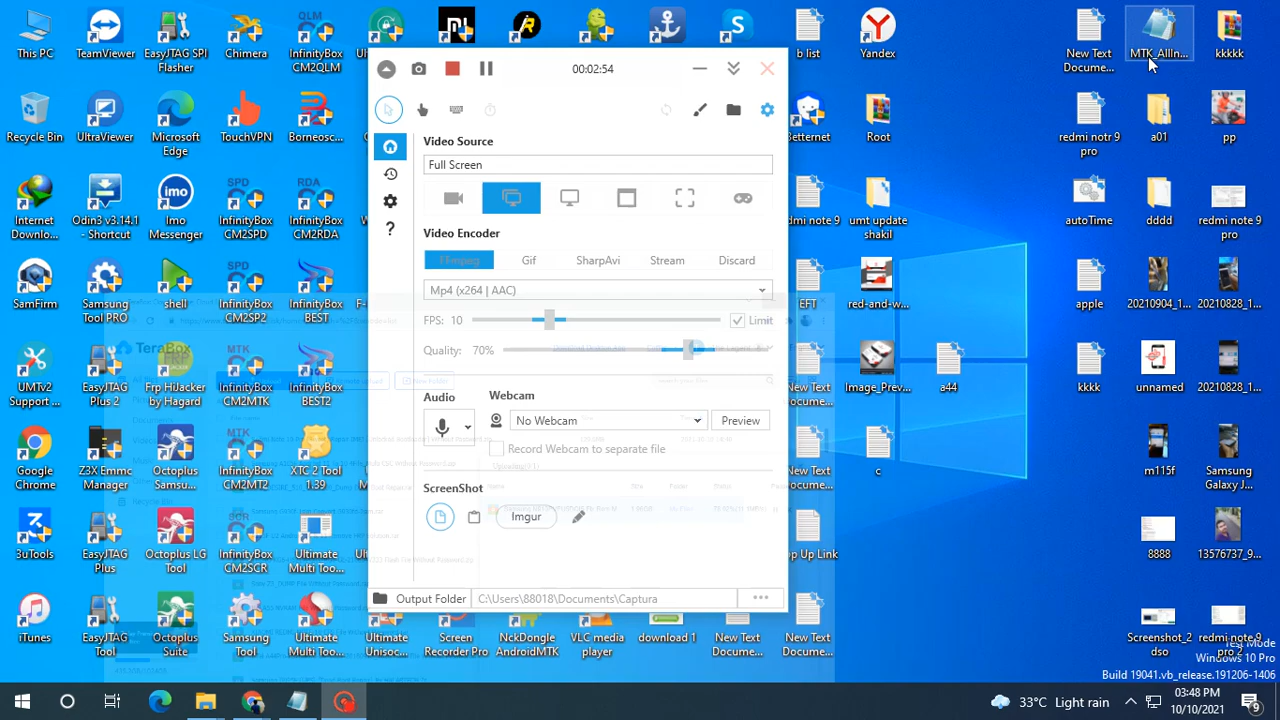 This PC
TeamViewer
EasyJTAG SPI
Flasher
Chimera
InfinityBox
CM2QLM
InfinityBox
CM2QLM
b list
Yandex
New Text
Docume...
MTK_AllIn...
kkkkk
Recycle Bin
UltraViewer
Microsoft
Edge
TouchVPN
Borneosc...
Betternet
Root
redmi notr 9
pro
a01
pp
Internet
Downlo...
Odin3 v3.14.1
- Shortcut
Imo
Messenger
InfinityBox
CM2SPD
InfinityBox
CM2RDA
redmi note 9
pro
umt update
shakil
autoTime
dddd
redmi note 9
pro
SamFirm
Samsung
Tool PRO
shell
InfinityBox
CM2SP2
InfinityBox
BEST
EFT
red-and-w...
apple
20210904_1...
20210828_1...
UMTv2
Support ...
EasyJTAG
Plus 2
Frp HiJacker
by Hagard
InfinityBox
CM2MTK
InfinityBox
BEST2
New Text
Docume...
Image_Prev...
a44
kkkk
unnamed
20210828_1...
Google
Chrome
Z3X Emmc
Manager
Octoplus
Samsu...
InfinityBox
CM2MT2
XTC 2 Tool
1.39
New Text
Docume...
c
m115f
Samsung
Galaxy J...
3uTools
EasyJTAG
Plus
Octoplus LG
Tool
InfinityBox
CM2SCR
Ultimate
Multi Too...
Pop Up Link
8888
13576737_9...
iTunes
EasyJTAG
Tool
Octoplus
Suite
Samsung
Tool
Ultimate
Multi Too...
Ultimate
Unisoc...
Screen
Recorder Pro
NckDongle
AndroidMTK
VLC media
player
download 1
New Text
Docume...
New Text
Docume...
Screenshot_2
dso
redmi-note-9
pro 2
00:02:54
Video Source
Full Screen
Video Encoder
FFmpeg
Gif
SharpAvi
Stream
Discard
Mp4 (x264 | AAC)
FPS: 10
Limit
Quality: 70%
Audio
Webcam
No Webcam
Preview
Record Webcam to separate file
ScreenShot
Imgur
Output Folder
C:\Users\88018\Documents\Captura
TeraBox
Test Mode
Windows 10 Pro
Build 19041.vb_release.191206-1406
33°C Light rain
03:48 PM
10/10/2021
9